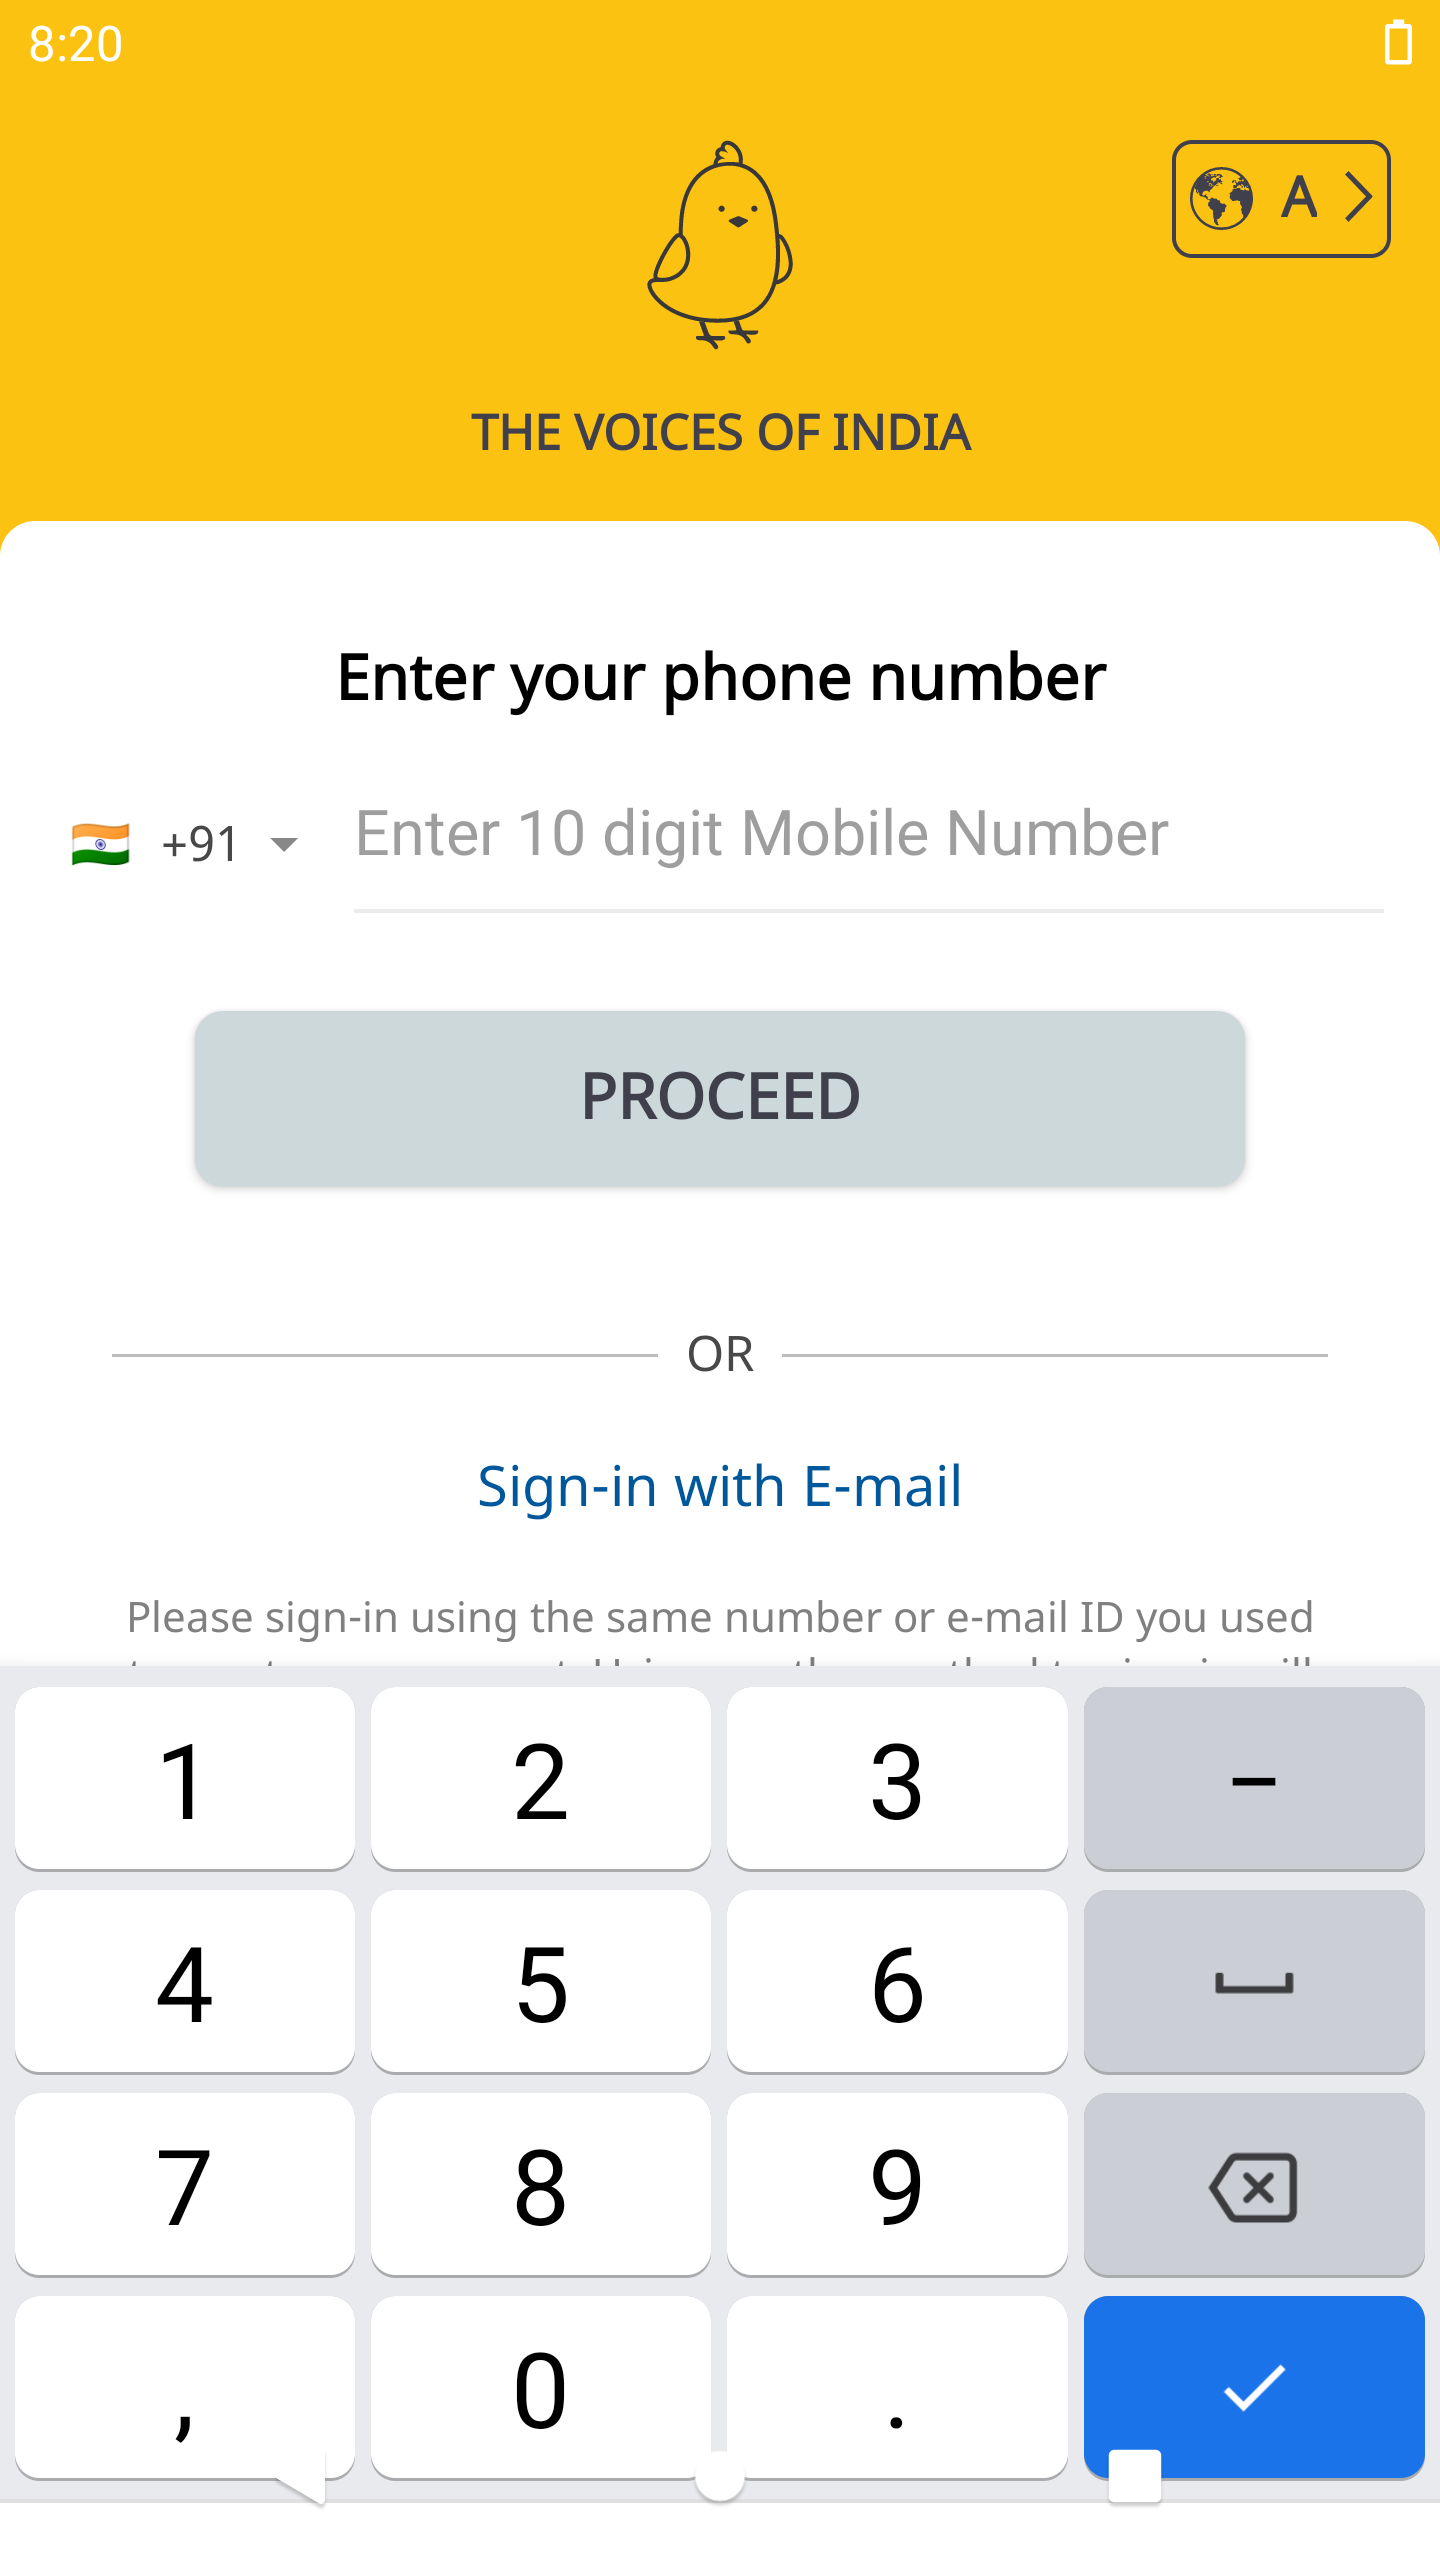 8:20
A
THE VOICES OF INDIA
Enter your phone number
+91
Enter 10 digit Mobile Number
PROCEED
OR
Sign-in with E-mail
Please sign-in using the same number or e-mail ID you used
1 2 3 –
4 5 6
7 8 9
, 0 .